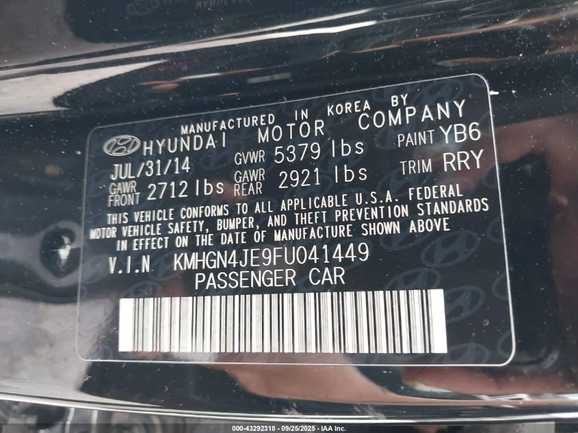 MANUFACTURED IN KOREA BY
HYUNDAI MOTOR COMPANY
JUL/31/14 GVWR 5379 lbs PAINT YB6
GAWR FRONT 2712 lbs GAWR REAR 2921 lbs TRIM RRY
THIS VEHICLE CONFORMS TO ALL APPLICABLE U.S.A. FEDERAL
MOTOR VEHICLE SAFETY, BUMPER, AND THEFT PREVENTION STANDARDS
IN EFFECT ON THE DATE OF MANUFACTURE SHOWN ABOVE
V.I.N KMHGN4JE9FU041449
PASSENGER CAR
000-43292318 - 09/25/2025 - IAA, Inc.